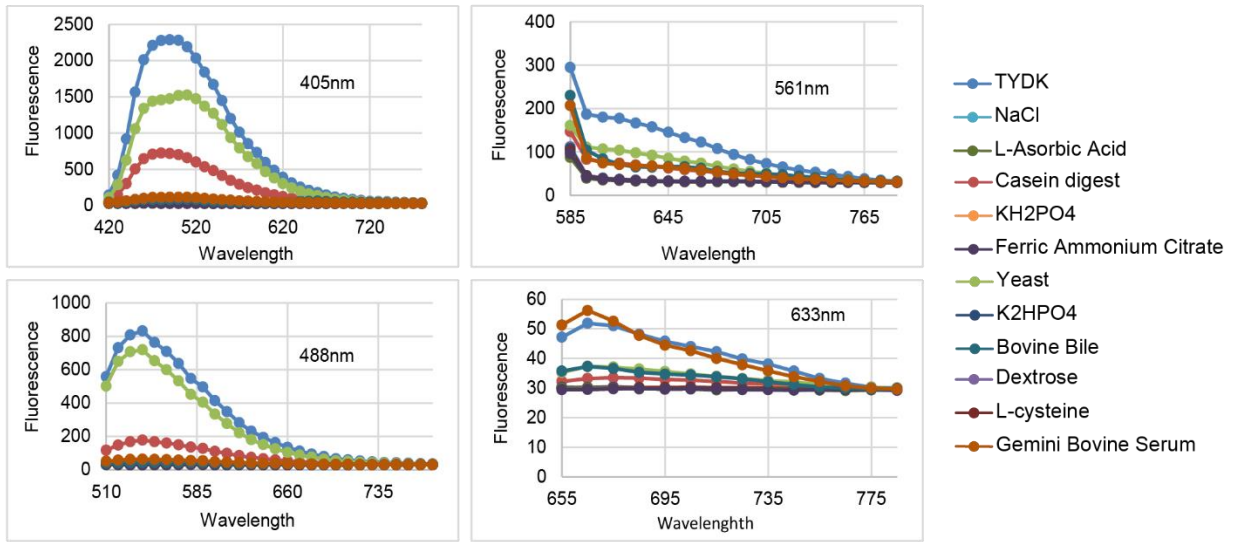 2500
2000
1500
1000
500
0
Fluorescence
405nm
420 520 620 720
Wavelength
400
300
200
100
0
Fluorescence
561nm
585 645 705 765
Wavelength
1000
800
600
400
200
0
Fluorescence
488nm
510 585 660 735
Wavelength
60
50
40
30
20
10
0
Fluorescence
633nm
655 695 735 775
Wavelenghth
TYDK
NaCl
L-Asorbic Acid
Casein digest
KH2PO4
Ferric Ammonium Citrate
Yeast
K2HPO4
Bovine Bile
Dextrose
L-cysteine
Gemini Bovine Serum